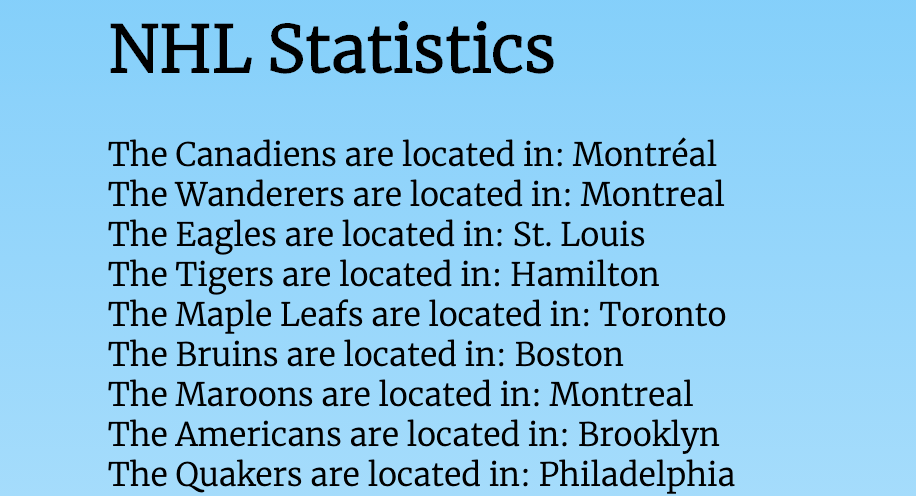 NHL Statistics
The Canadiens are located in: Montréal
The Wanderers are located in: Montreal
The Eagles are located in: St. Louis
The Tigers are located in: Hamilton
The Maple Leafs are located in: Toronto
The Bruins are located in: Boston
The Maroons are located in: Montreal
The Americans are located in: Brooklyn
The Quakers are located in: Philadelphia